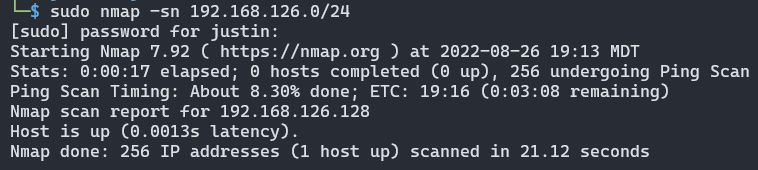 └─$ sudo nmap -sn 192.168.126.0/24
[sudo] password for justin:
Starting Nmap 7.92 ( https://nmap.org ) at 2022-08-26 19:13 MDT
Stats: 0:00:17 elapsed; 0 hosts completed (0 up), 256 undergoing Ping Scan
Ping Scan Timing: About 8.30% done; ETC: 19:16 (0:03:08 remaining)
Nmap scan report for 192.168.126.128
Host is up (0.0013s latency).
Nmap done: 256 IP addresses (1 host up) scanned in 21.12 seconds